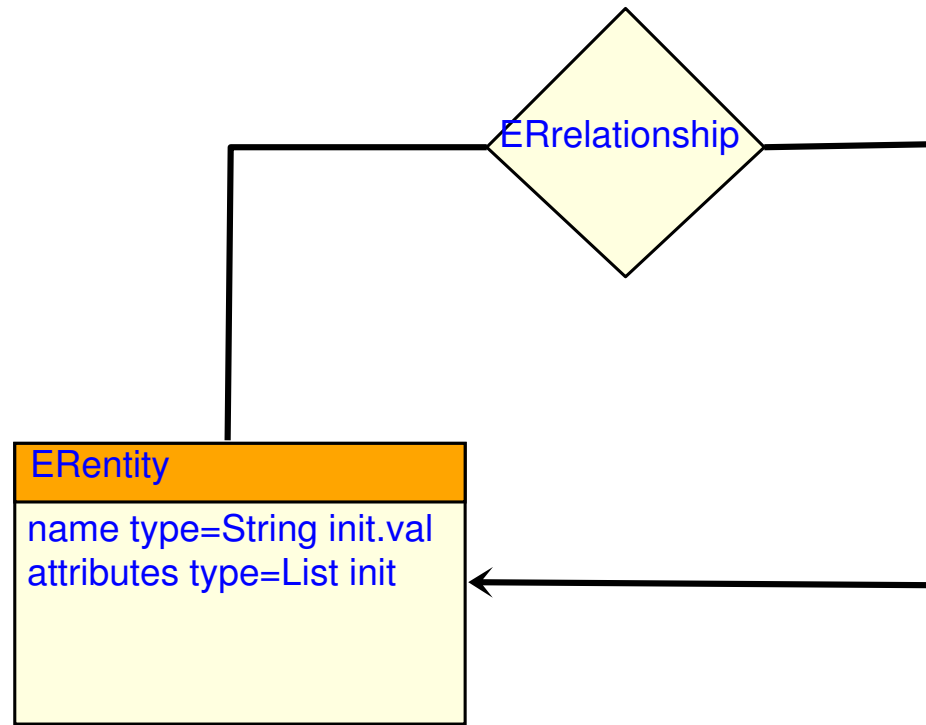 ERrelationship
ERentity
name type=String init.val
attributes type=List init